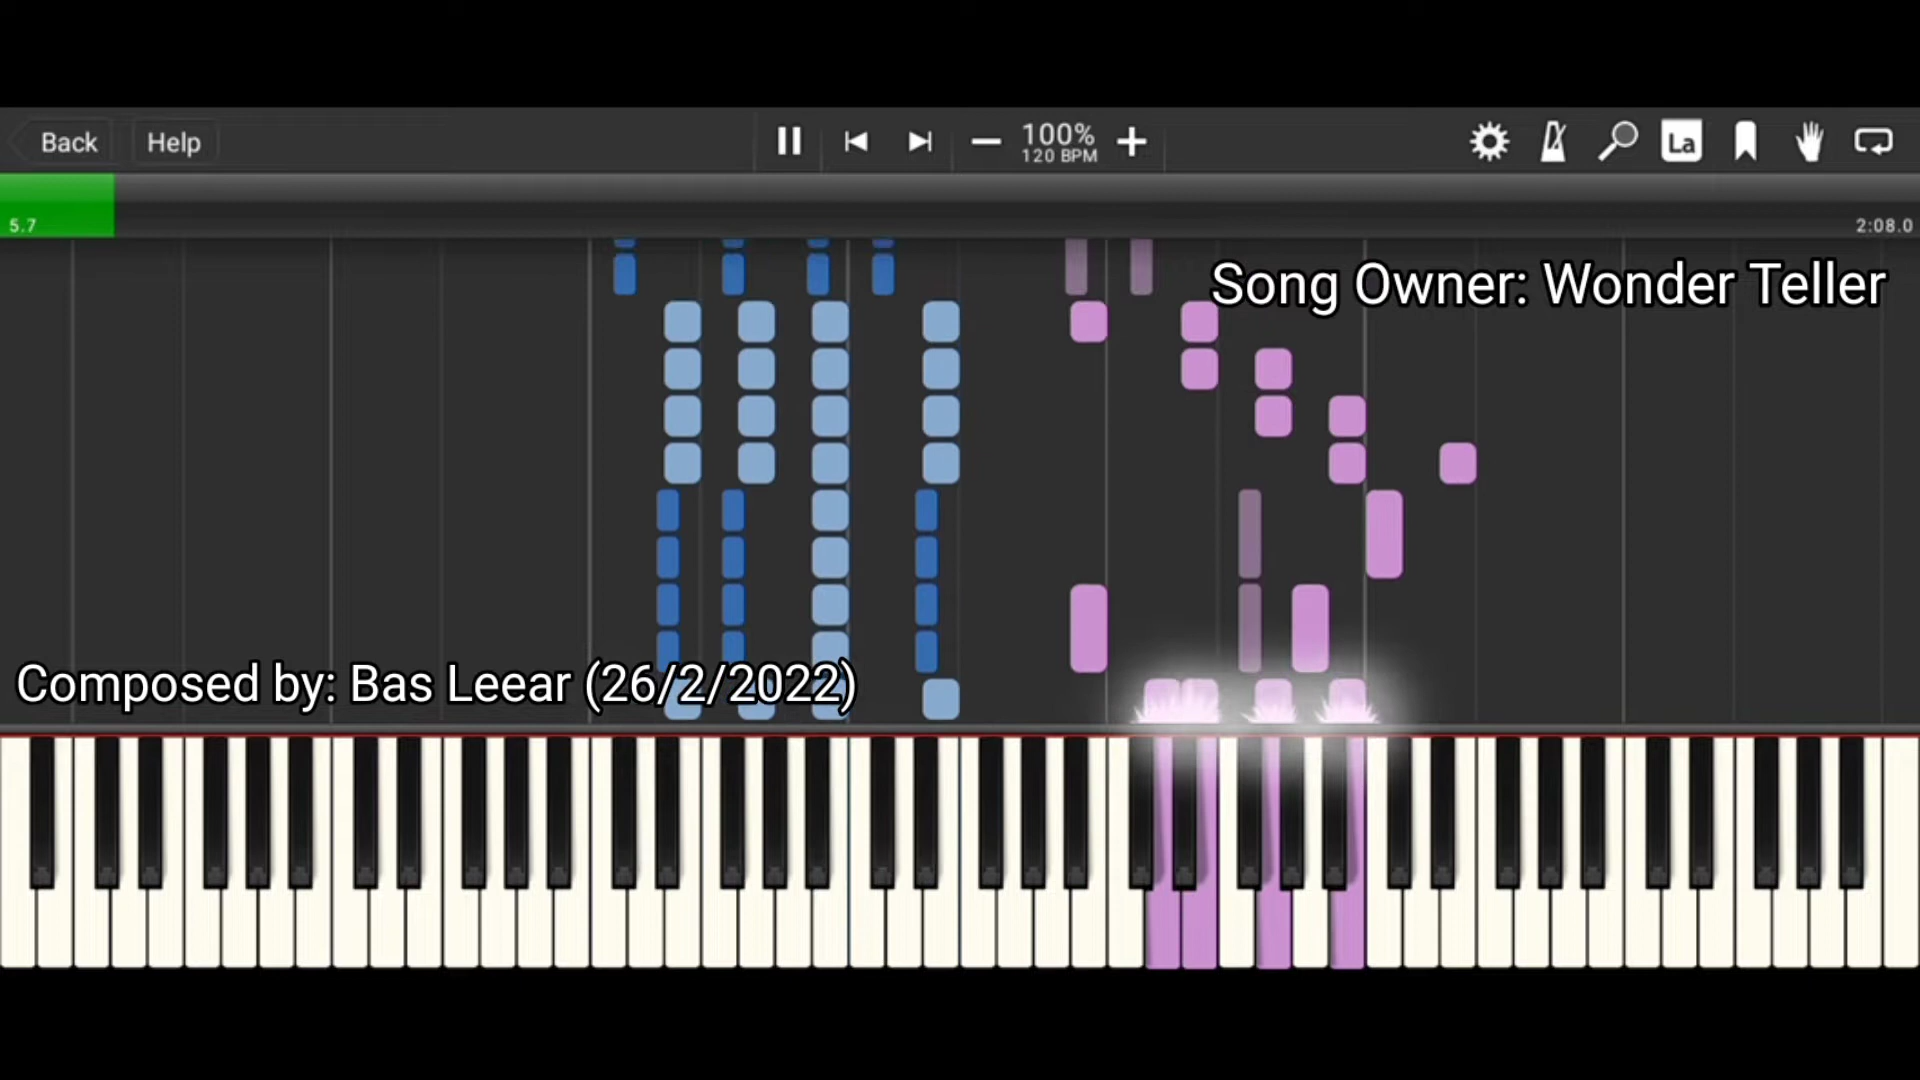 Back
Help
100%
120 BPM
La
5.7
2:08.0
Song Owner: Wonder Teller
Composed by: Bas Leear (26/2/2022)